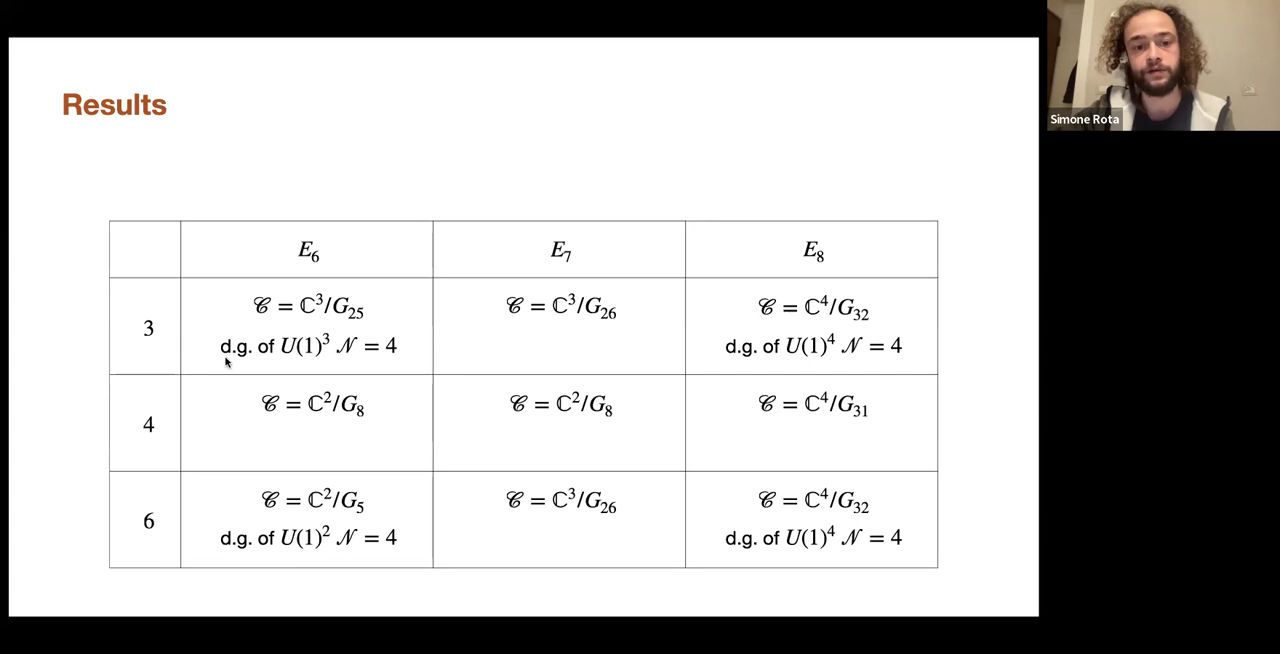 Results
E₆ E₇ E₈
3 𝒞 = ℂ³/G₂₅ 𝒞 = ℂ³/G₂₆ 𝒞 = ℂ⁴/G₃₂
d.g. of U(1)³ 𝒩 = 4 d.g. of U(1)⁴ 𝒩 = 4
4 𝒞 = ℂ²/G₈ 𝒞 = ℂ²/G₈ 𝒞 = ℂ⁴/G₃₁
6 𝒞 = ℂ²/G₅ 𝒞 = ℂ³/G₂₆ 𝒞 = ℂ⁴/G₃₂
d.g. of U(1)² 𝒩 = 4 d.g. of U(1)⁴ 𝒩 = 4
Simone Rota